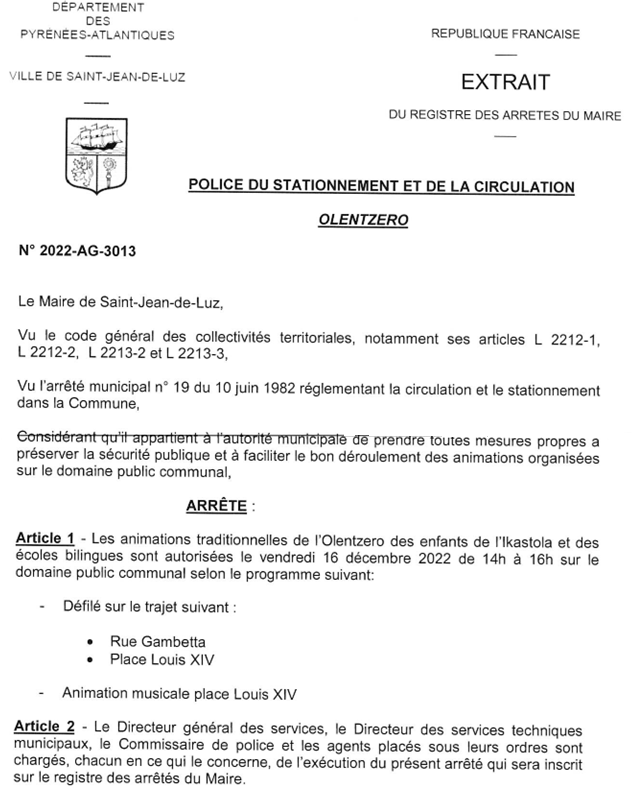 DÉPARTEMENT
DES
PYRÉNÉES-ATLANTIQUES
VILLE DE SAINT-JEAN-DE-LUZ
REPUBLIQUE FRANCAISE
EXTRAIT
DU REGISTRE DES ARRETES DU MAIRE
POLICE DU STATIONNEMENT ET DE LA CIRCULATION
OLENTZERO
N° 2022-AG-3013
Le Maire de Saint-Jean-de-Luz,
Vu le code général des collectivités territoriales, notamment ses articles L 2212-1,
L 2212-2, L 2213-2 et L 2213-3,
Vu l'arrêté municipal n° 19 du 10 juin 1982 réglementant la circulation et le stationnement
dans la Commune,
Considérant qu'il appartient à l'autorité municipale de prendre toutes mesures propres a
préserver la sécurité publique et à faciliter le bon déroulement des animations organisées
sur le domaine public communal,
ARRÊTE :
Article 1 - Les animations traditionnelles de l'Olentzero des enfants de l'Ikastola et des
écoles bilingues sont autorisées le vendredi 16 décembre 2022 de 14h à 16h sur le
domaine public communal selon le programme suivant:
- Défilé sur le trajet suivant :
• Rue Gambetta
• Place Louis XIV
- Animation musicale place Louis XIV
Article 2 - Le Directeur général des services, le Directeur des services techniques
municipaux, le Commissaire de police et les agents placés sous leurs ordres sont
chargés, chacun en ce qui le concerne, de l'exécution du présent arrêté qui sera inscrit
sur le registre des arrêtés du Maire.